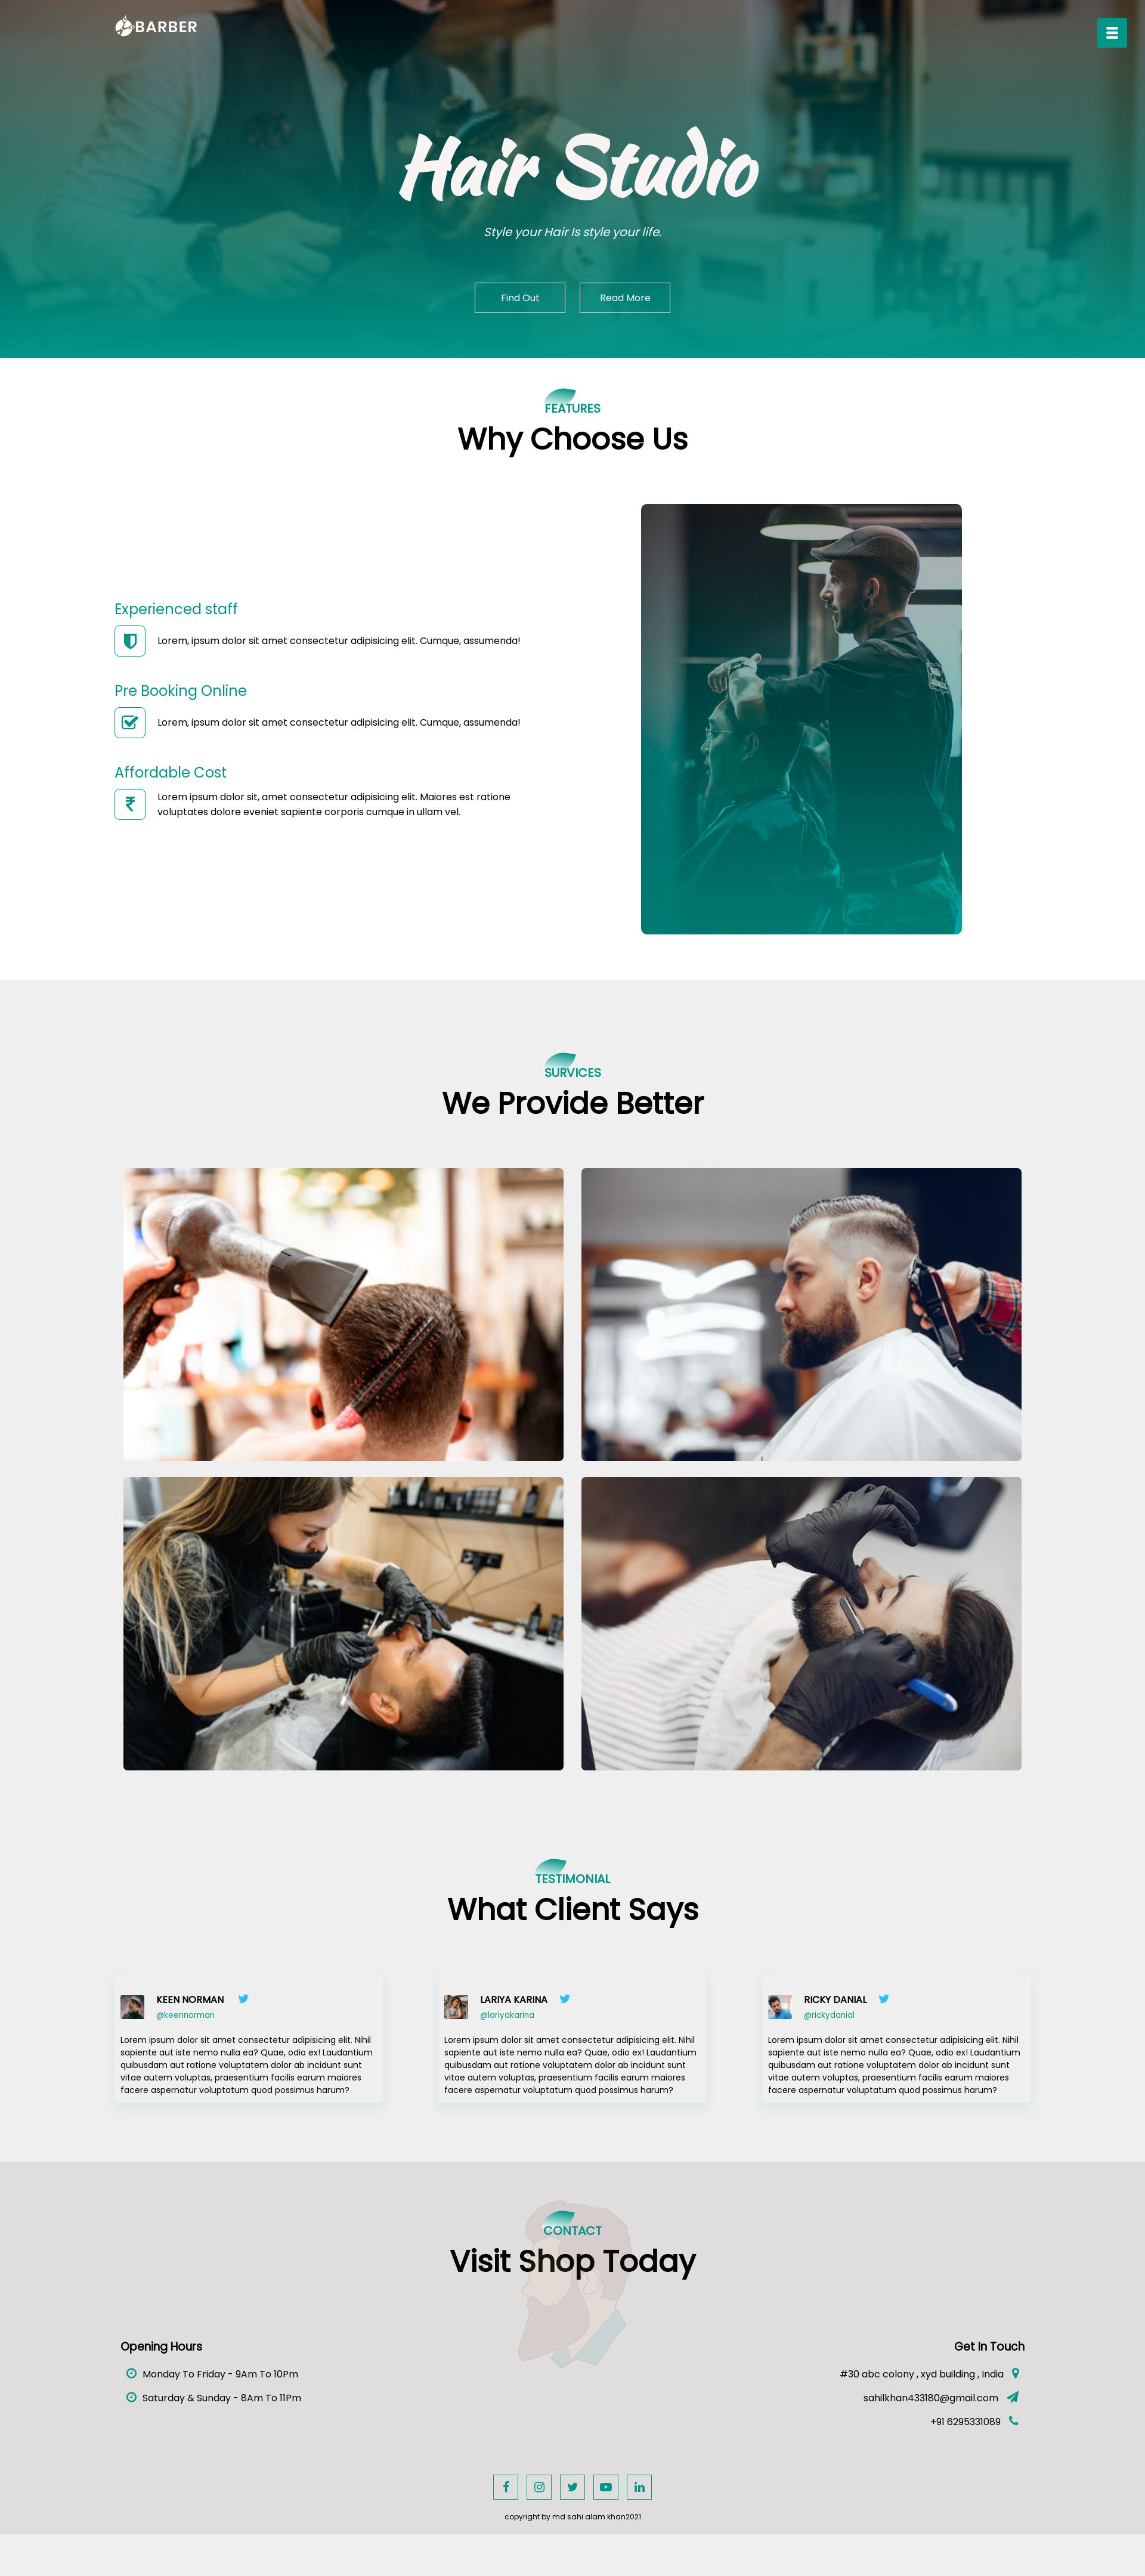 BARBER
Hair Studio
Style your Hair Is style your life.
Find Out
Read More
FEATURES
Why Choose Us
Experienced staff
Lorem, ipsum dolor sit amet consectetur adipisicing elit. Cumque, assumenda!
Pre Booking Online
Lorem, ipsum dolor sit amet consectetur adipisicing elit. Cumque, assumenda!
Affordable Cost
Lorem ipsum dolor sit, amet consectetur adipisicing elit. Maiores est ratione
voluptates dolore eveniet sapiente corporis cumque in ullam vel.
SURVICES
We Provide Better
TESTIMONIAL
What Client Says
KEEN NORMAN
@keennorman
Lorem ipsum dolor sit amet consectetur adipisicing elit. Nihil
sapiente aut iste nemo nulla ea? Quae, odio ex! Laudantium
quibusdam aut ratione voluptatem dolor ab incidunt sunt
vitae autem voluptas, praesentium facilis earum maiores
facere aspernatur voluptatum quod possimus harum?
LARIYA KARINA
@lariyakarina
Lorem ipsum dolor sit amet consectetur adipisicing elit. Nihil
sapiente aut iste nemo nulla ea? Quae, odio ex! Laudantium
quibusdam aut ratione voluptatem dolor ab incidunt sunt
vitae autem voluptas, praesentium facilis earum maiores
facere aspernatur voluptatum quod possimus harum?
RICKY DANIAL
@rickydanial
Lorem ipsum dolor sit amet consectetur adipisicing elit. Nihil
sapiente aut iste nemo nulla ea? Quae, odio ex! Laudantium
quibusdam aut ratione voluptatem dolor ab incidunt sunt
vitae autem voluptas, praesentium facilis earum maiores
facere aspernatur voluptatum quod possimus harum?
CONTACT
Visit Shop Today
Opening Hours
Monday To Friday - 9Am To 10Pm
Saturday & Sunday - 8Am To 11Pm
Get In Touch
#30 abc colony , xyd building , India
sahilkhan433180@gmail.com
+91 6295331089
copyright by md sahi alam khan2021